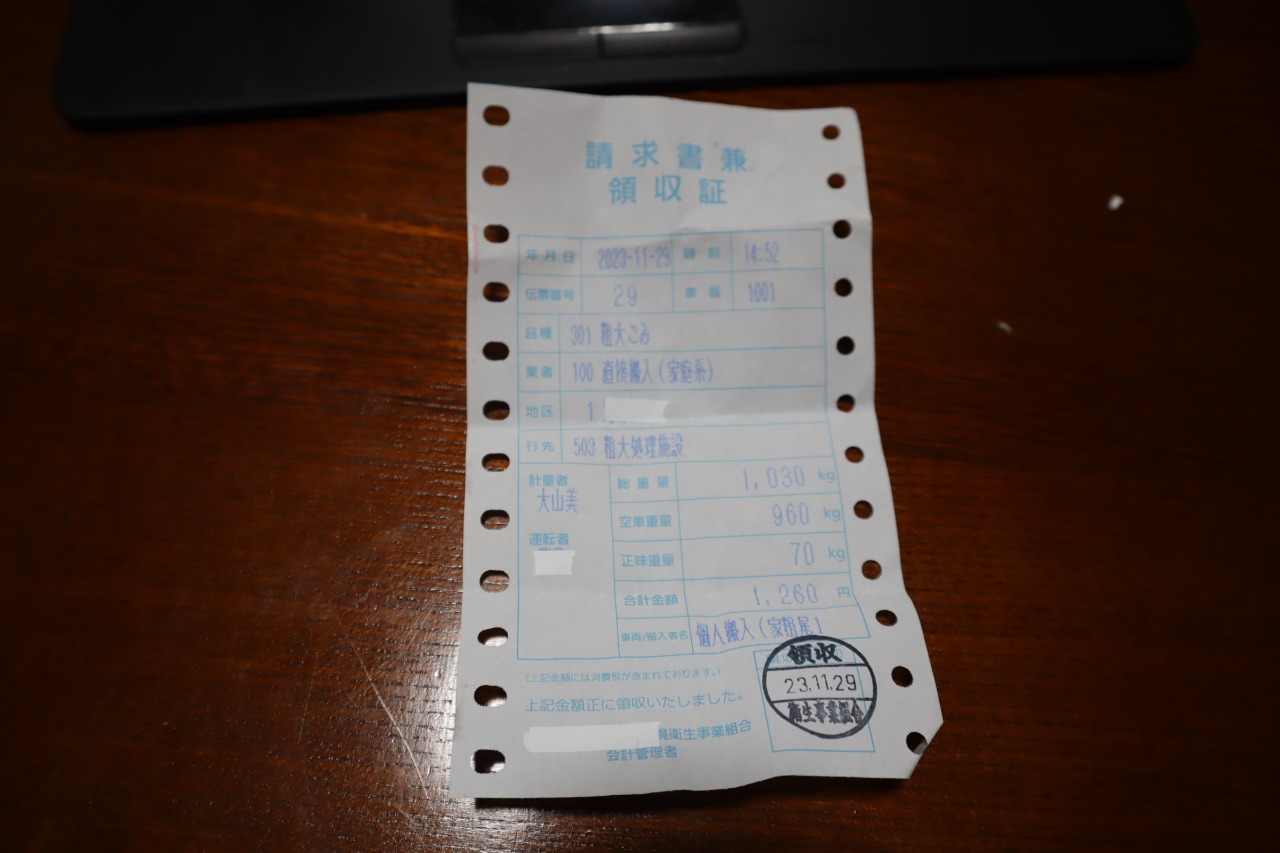 請求書兼
領収証
年月日 2023-11-29 時刻 14:52
伝票番号 29 車番 1001
品種 301 粗大ごみ
業者 100 直接搬入(家庭系)
地区 1
行先 503 粗大処理施設
計量者
大山美
運転者
総重量 1,030 kg
空車重量 960 kg
正味重量 70 kg
合計金額 1,260 円
車両/搬入者名 個人搬入(家粗尾)
(上記金額には消費税が含まれております。)
上記金額正に領収いたしました。
衛生事業組合
会計管理者
領収
23.11.29
衛生事業組合